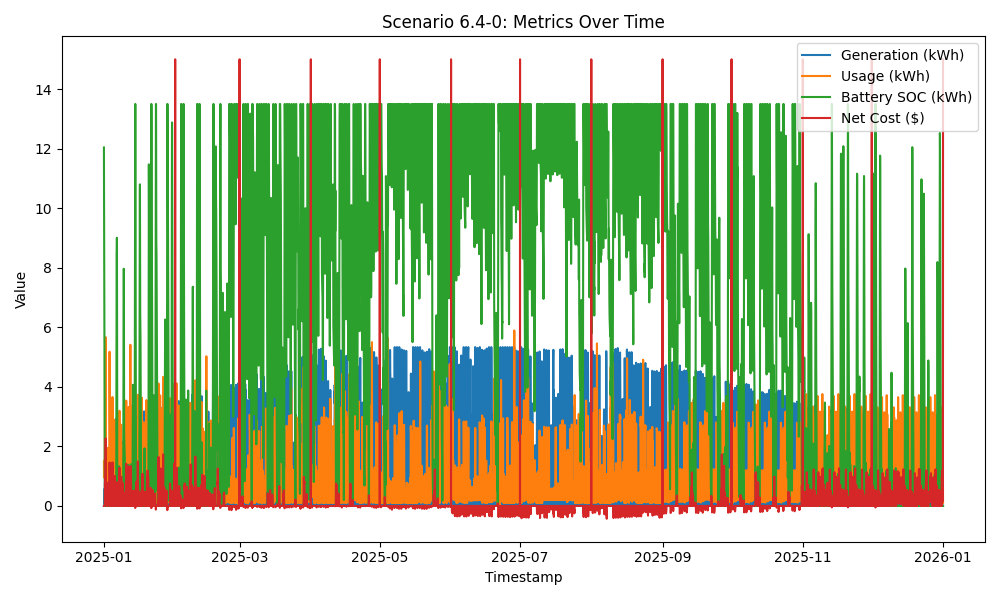 Scenario 6.4-0: Metrics Over Time
Generation (kWh)
Usage (kWh)
Battery SOC (kWh)
Net Cost ($)
Value
14
12
10
8
6
4
2
0
2025-01
2025-03
2025-05
2025-07
2025-09
2025-11
2026-01
Timestamp